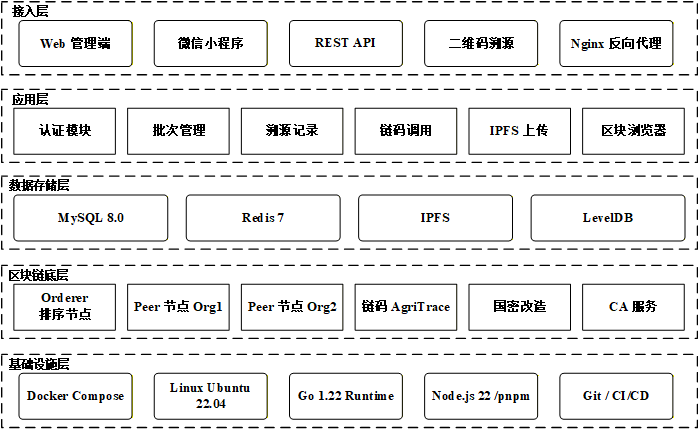 接入层
Web 管理端
微信小程序
REST API
二维码溯源
Nginx 反向代理
应用层
认证模块
批次管理
溯源记录
链码调用
IPFS 上传
区块浏览器
数据存储层
MySQL 8.0
Redis 7
IPFS
LevelDB
区块链底层
Orderer
排序节点
Peer 节点 Org1
Peer 节点 Org2
链码 AgriTrace
国密改造
CA 服务
基础设施层
Docker Compose
Linux Ubuntu
22.04
Go 1.22 Runtime
Node.js 22 /pnpm
Git / CI/CD